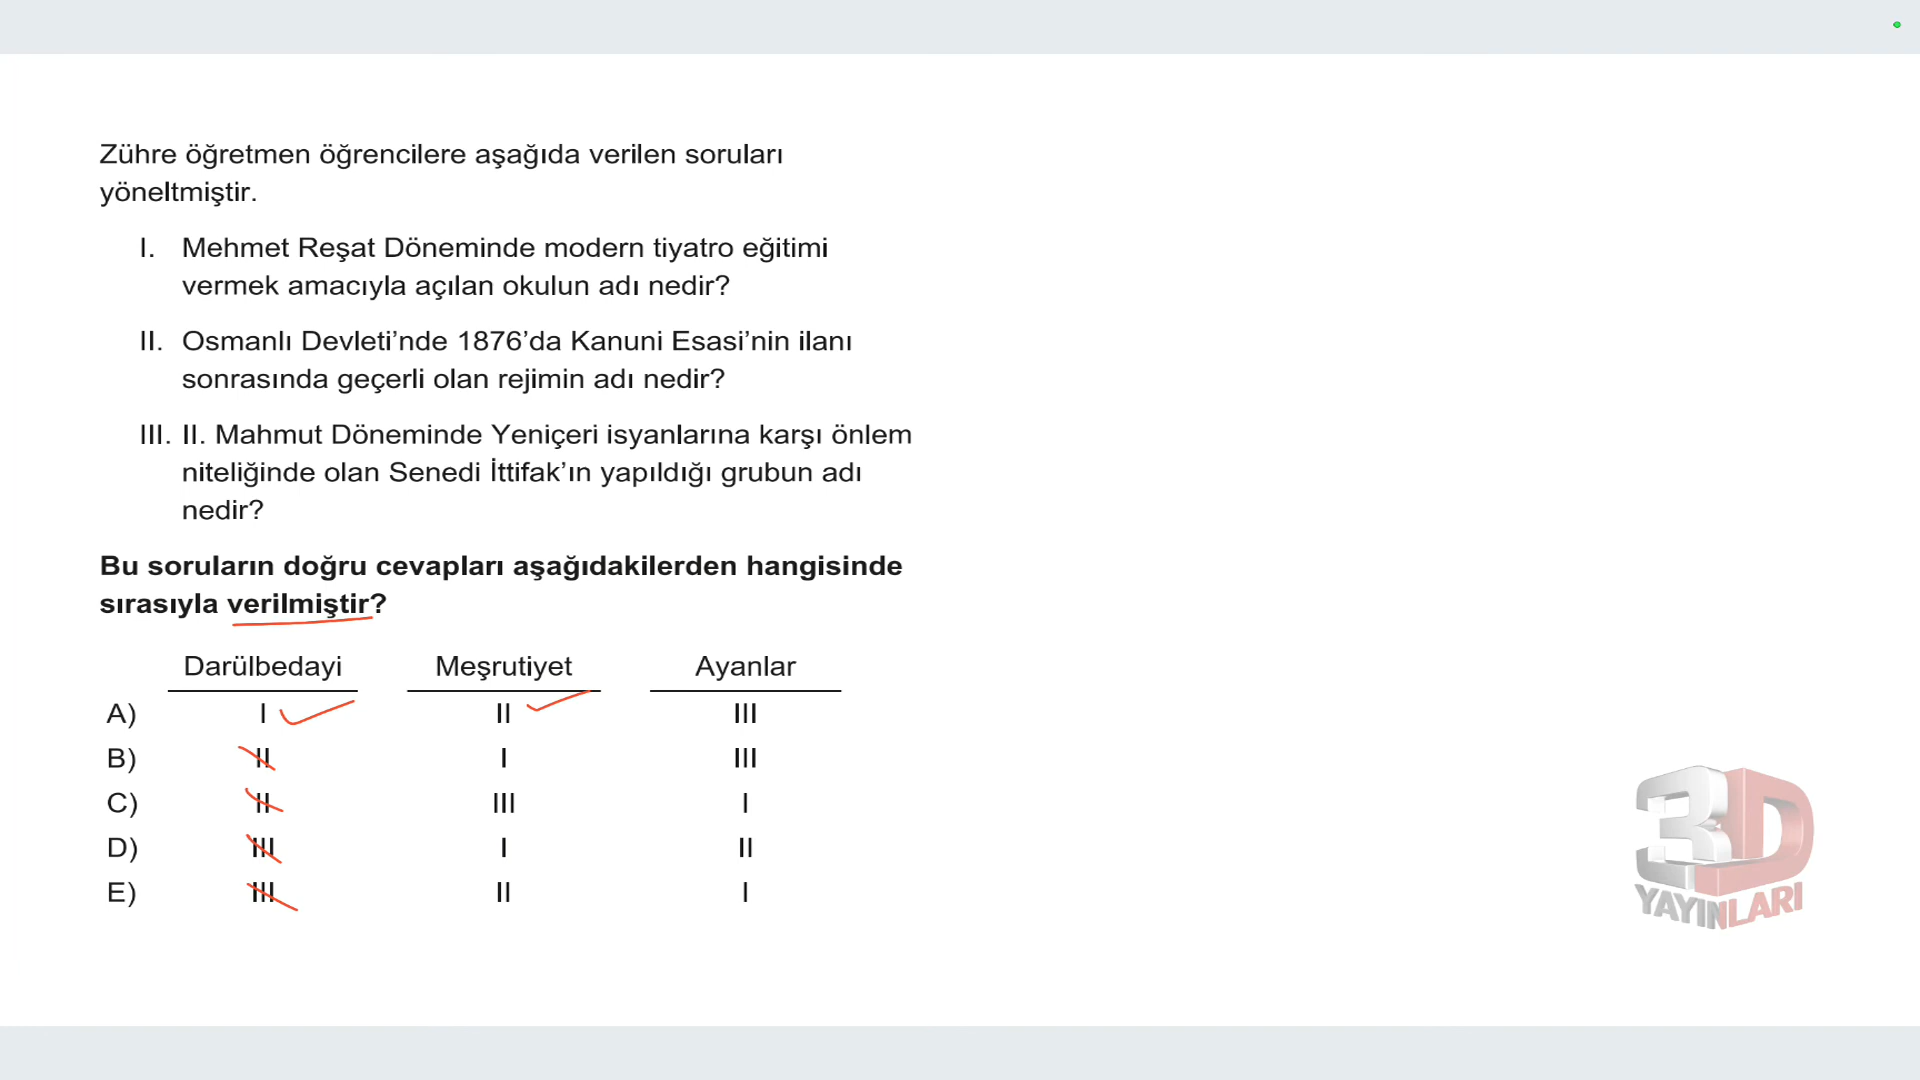 Zühre öğretmen öğrencilere aşağıda verilen soruları
yöneltmiştir.
I. Mehmet Reşat Döneminde modern tiyatro eğitimi
vermek amacıyla açılan okulun adı nedir?
II. Osmanlı Devleti’nde 1876’da Kanuni Esasi’nin ilanı
sonrasında geçerli olan rejimin adı nedir?
III. II. Mahmut Döneminde Yeniçeri isyanlarına karşı önlem
niteliğinde olan Senedi İttifak’ın yapıldığı grubun adı
nedir?
Bu soruların doğru cevapları aşağıdakilerden hangisinde
sırasıyla verilmiştir?
Darülbedayi Meşrutiyet Ayanlar
A) I II III
B) II I III
C) II III I
D) III I II
E) III II I
3D
YAYINLARI